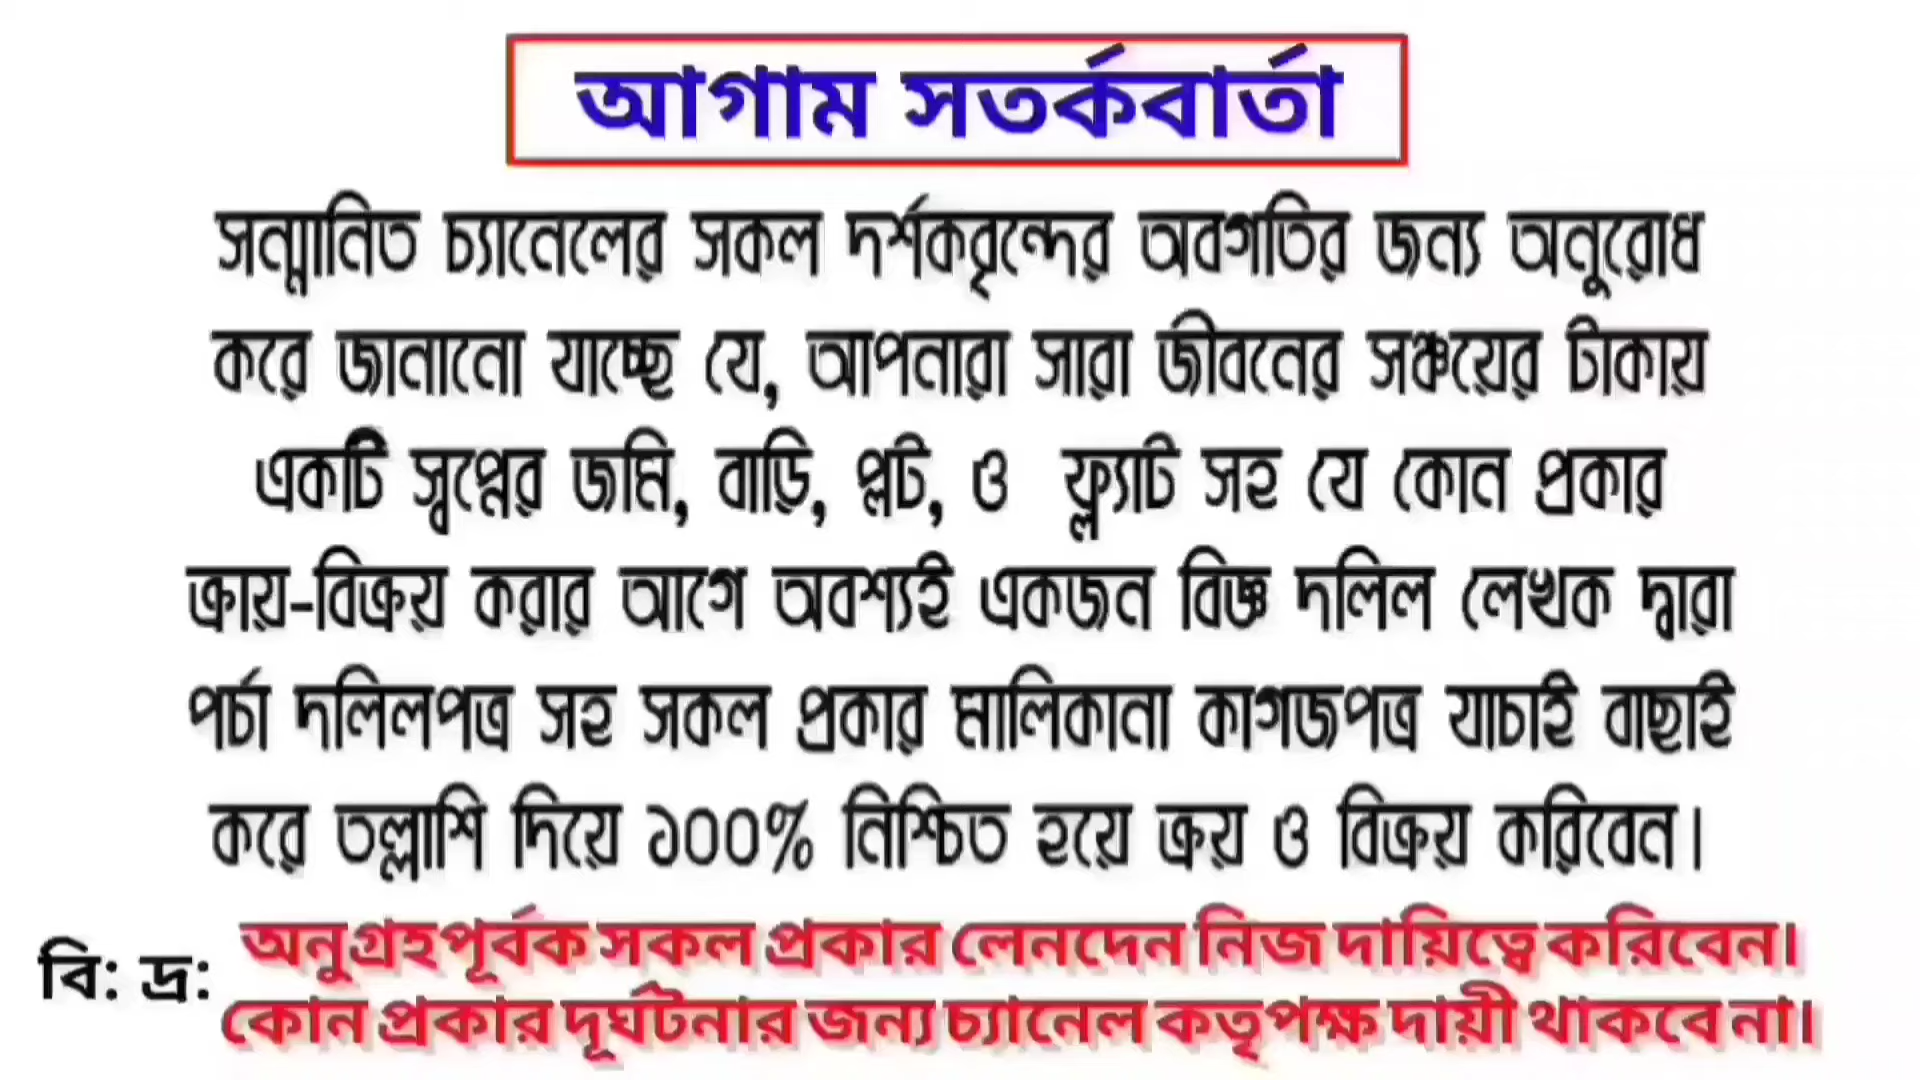 আগাম সতর্কবার্তা
সন্মানিত চ্যানেলের সকল দর্শকবৃন্দের অবগতির জন্য অনুরোধ
করে জানানো যাচ্ছে যে, আপনারা সারা জীবনের সঞ্চয়ের টাকায়
একটি স্বপ্নের জমি, বাড়ি, প্লট, ও ফ্ল্যাট সহ যে কোন প্রকার
ক্রায়-বিক্রয় করার আগে অবশ্যই একজন বিজ্ঞ দলিল লেখক দ্বারা
পর্চা দলিলপত্র সহ সকল প্রকার মালিকানা কাগজপত্র যাচাই বাছাই
করে তল্লাশি দিয়ে ১০০% নিশ্চিত হয়ে ক্রয় ও বিক্রয় করিবেন।
বি: দ্র: অনুগ্রহপূর্বক সকল প্রকার লেনদেন নিজ দায়িত্বে করিবেন।
কোন প্রকার দূর্ঘটনার জন্য চ্যানেল কতৃপক্ষ দায়ী থাকবে না।